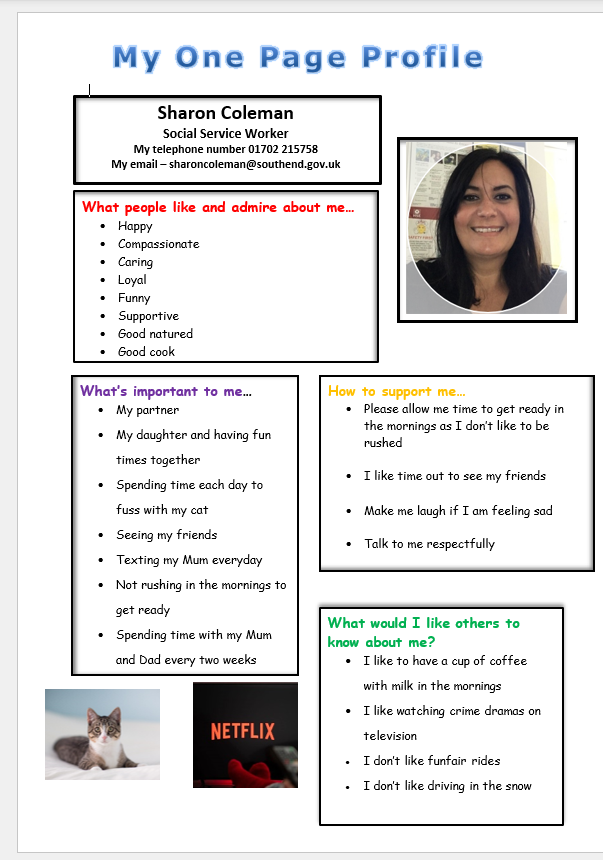 My One Page Profile
Sharon Coleman
Social Service Worker
My telephone number 01702 215758
My email – sharoncoleman@southend.gov.uk
What people like and admire about me…
• Happy
• Compassionate
• Caring
• Loyal
• Funny
• Supportive
• Good natured
• Good cook
What's important to me…
• My partner
• My daughter and having fun
times together
• Spending time each day to
fuss with my cat
• Seeing my friends
• Texting my Mum everyday
• Not rushing in the mornings to
get ready
• Spending time with my Mum
and Dad every two weeks
How to support me…
• Please allow me time to get ready in
the mornings as I don't like to be
rushed
• I like time out to see my friends
• Make me laugh if I am feeling sad
• Talk to me respectfully
What would I like others to
know about me?
• I like to have a cup of coffee
with milk in the mornings
• I like watching crime dramas on
television
• I don't like funfair rides
• I don't like driving in the snow
NETFLIX